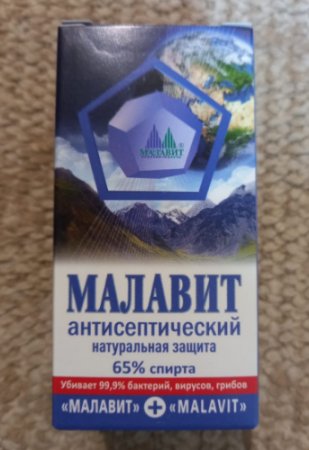 МАЛАВИТ
МАЛАВИТ
антисептический
натуральная защита
65% спирта
Убивает 99,9% бактерий, вирусов, грибов
«МАЛАВИТ» + «MALAVIT»